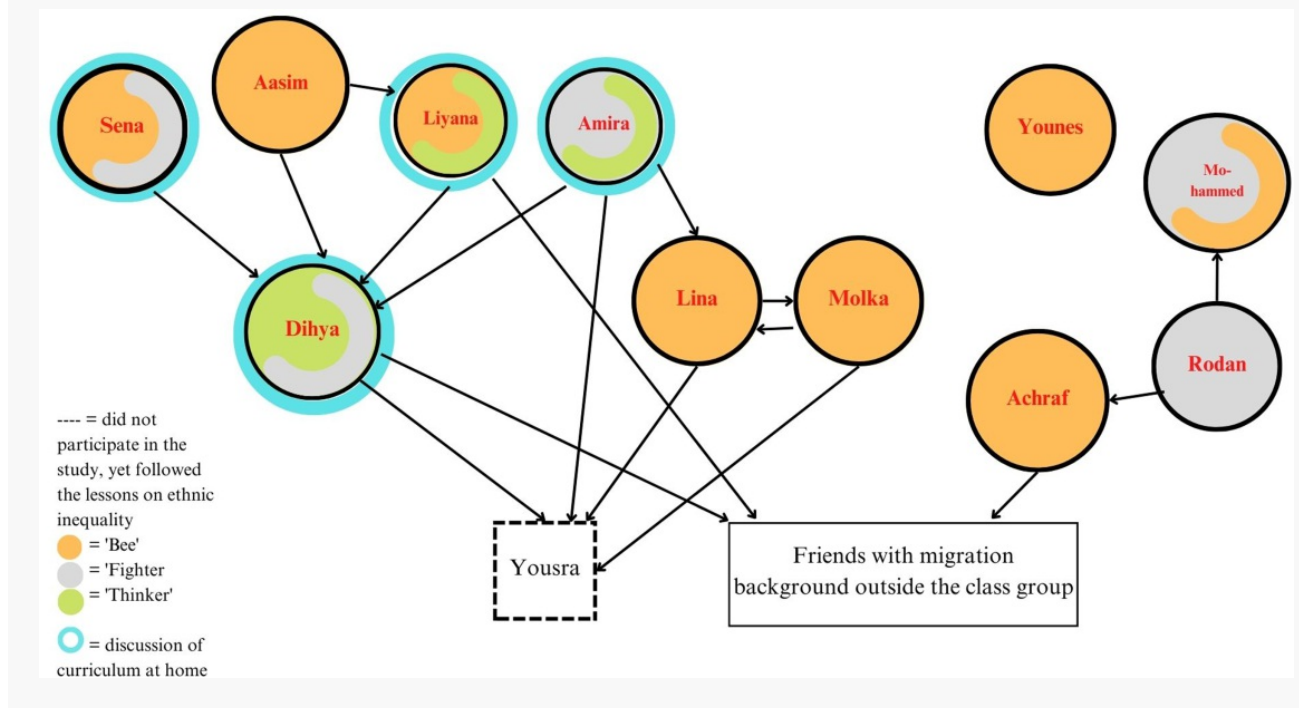 Sena
Aasim
Liyana
Amira
Younes
Mo-
hammed
Dihya
Lina
Molka
Achraf
Rodan
---- = did not
participate in the
study, yet followed
the lessons on ethnic
inequality
= 'Bee'
= 'Fighter
= 'Thinker'
= discussion of
curriculum at home
Yousra
Friends with migration
background outside the class group